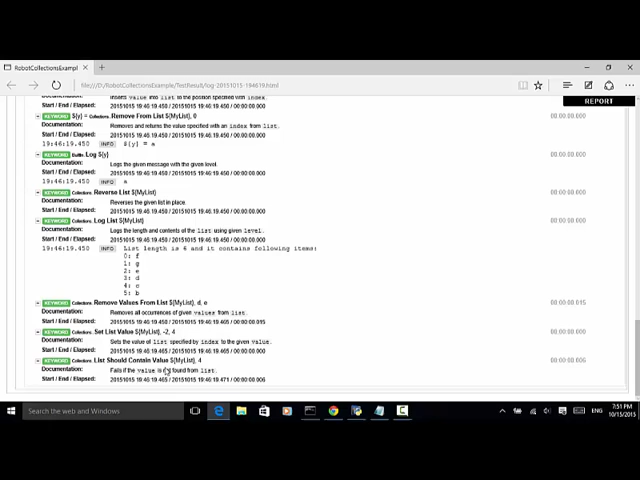 RobotCollectionsExampl
file:///D:/RobotCollectionsExample/TestResult/log-20151015-194619.html
REPORT
Inserts value into list to the position specified with index.
Start / End / Elapsed: 20151015 19:46:19.450 / 20151015 19:46:19.450 / 00:00:00.000
KEYWORD ${y} = Collections. Remove From List ${MyList}, 0 00:00:00.000
Documentation: Removes and returns the value specified with an index from list.
Start / End / Elapsed: 20151015 19:46:19.450 / 20151015 19:46:19.450 / 00:00:00.000
19:46:19.450 INFO ${y} = a
KEYWORD BuiltIn. Log ${y} 00:00:00.000
Documentation: Logs the given message with the given level.
Start / End / Elapsed: 20151015 19:46:19.450 / 20151015 19:46:19.450 / 00:00:00.000
19:46:19.450 INFO a
KEYWORD Collections. Reverse List ${MyList} 00:00:00.000
Documentation: Reverses the given list in place.
Start / End / Elapsed: 20151015 19:46:19.450 / 20151015 19:46:19.450 / 00:00:00.000
KEYWORD Collections. Log List ${MyList} 00:00:00.000
Documentation: Logs the length and contents of the list using given level.
Start / End / Elapsed: 20151015 19:46:19.450 / 20151015 19:46:19.450 / 00:00:00.000
19:46:19.450 INFO List length is 6 and it contains following items:
0: f
1: g
2: e
3: d
4: c
5: b
KEYWORD Collections. Remove Values From List ${MyList}, d, e 00:00:00.015
Documentation: Removes all occurrences of given values from list.
Start / End / Elapsed: 20151015 19:46:19.450 / 20151015 19:46:19.465 / 00:00:00.015
KEYWORD Collections. Set List Value ${MyList}, -2, 4 00:00:00.000
Documentation: Sets the value of list specified by index to the given value.
Start / End / Elapsed: 20151015 19:46:19.465 / 20151015 19:46:19.465 / 00:00:00.000
KEYWORD Collections. List Should Contain Value ${MyList}, 4 00:00:00.006
Documentation: Fails if the value is not found from list.
Start / End / Elapsed: 20151015 19:46:19.465 / 20151015 19:46:19.471 / 00:00:00.006
Search the web and Windows
ENG
7:51 PM
10/15/2015